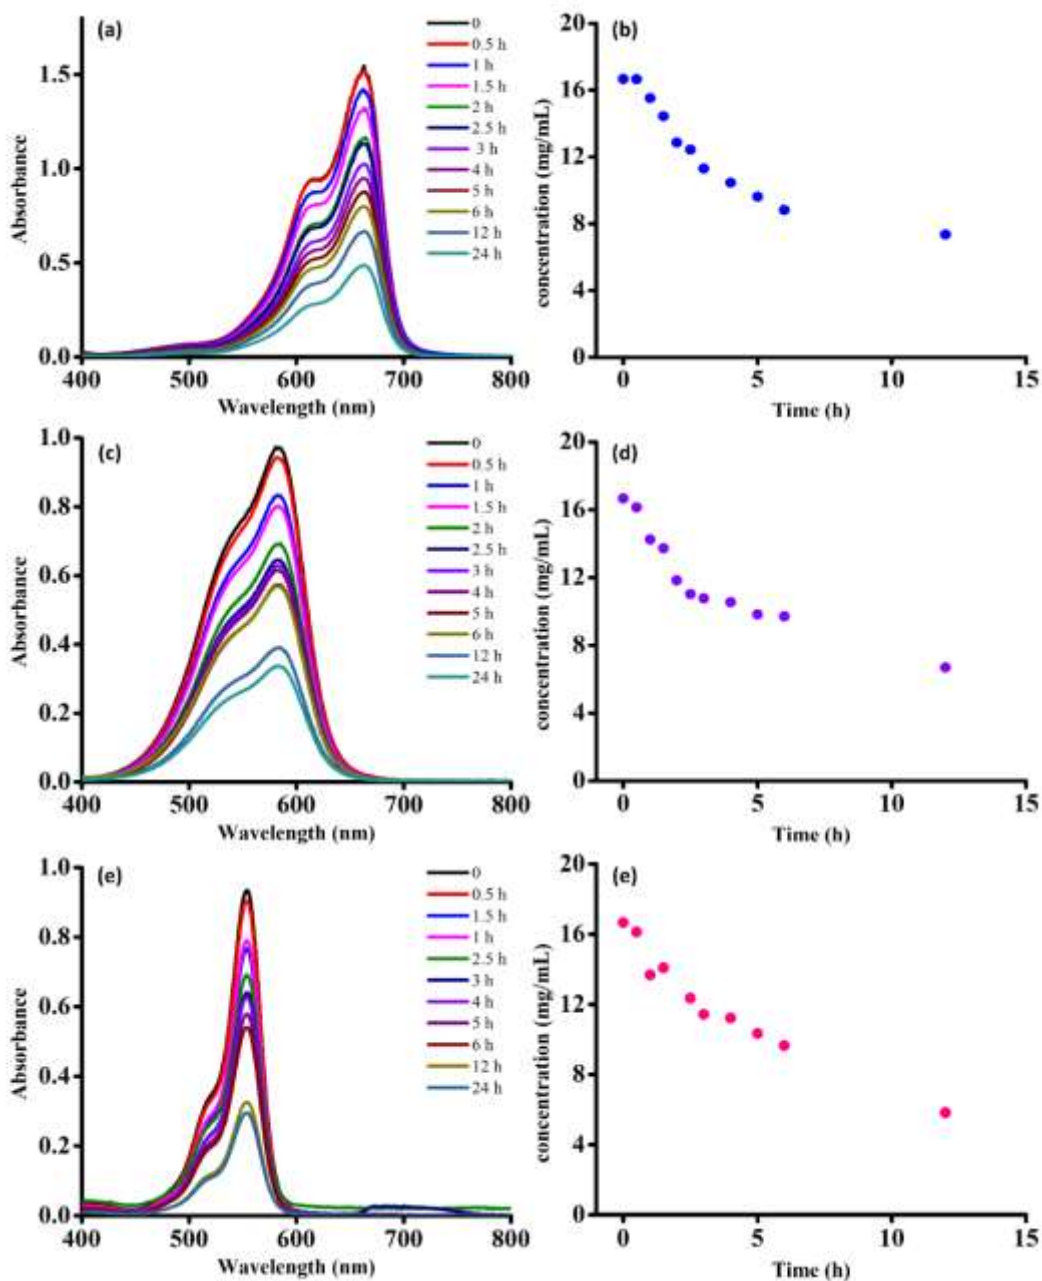 (a)
0
0.5 h
1 h
1.5 h
2 h
2.5 h
3 h
4 h
5 h
6 h
12 h
24 h
1.5
1.0
0.5
0.0
Absorbance
400 500 600 700 800
Wavelength (nm)
(b)
20
16
12
8
4
0
concentration (mg/mL)
0 5 10 15
Time (h)
(c)
0
0.5 h
1 h
1.5 h
2 h
2.5 h
3 h
4 h
5 h
6 h
12 h
24 h
1.0
0.8
0.6
0.4
0.2
0.0
Absorbance
400 500 600 700 800
Wavelength (nm)
(d)
20
16
12
8
4
0
concentration (mg/mL)
0 5 10 15
Time (h)
(e)
0
0.5 h
1.5 h
1 h
2.5 h
3 h
4 h
5 h
6 h
12 h
24 h
1.0
0.8
0.6
0.4
0.2
0.0
Absorbance
400 500 600 700 800
Wavelength (nm)
(e)
20
16
12
8
4
0
concentration (mg/mL)
0 5 10 15
Time (h)